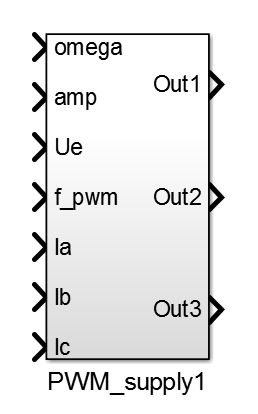 omega
Out1
amp
Ue
f_pwm
Out2
Ia
Ib
Out3
Ic
PWM_supply1